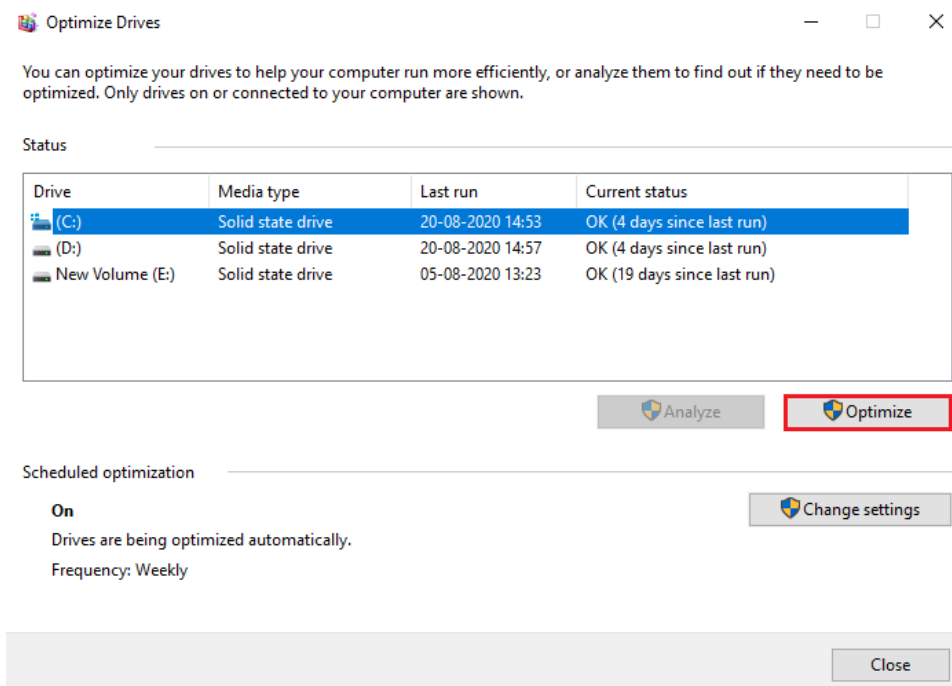 Optimize Drives
You can optimize your drives to help your computer run more efficiently, or analyze them to find out if they need to be
optimized. Only drives on or connected to your computer are shown.
Status
Drive Media type Last run Current status
(C:) Solid state drive 20-08-2020 14:53 OK (4 days since last run)
(D:) Solid state drive 20-08-2020 14:57 OK (4 days since last run)
New Volume (E:) Solid state drive 05-08-2020 13:23 OK (19 days since last run)
Analyze Optimize
Scheduled optimization
On Change settings
Drives are being optimized automatically.
Frequency: Weekly
Close